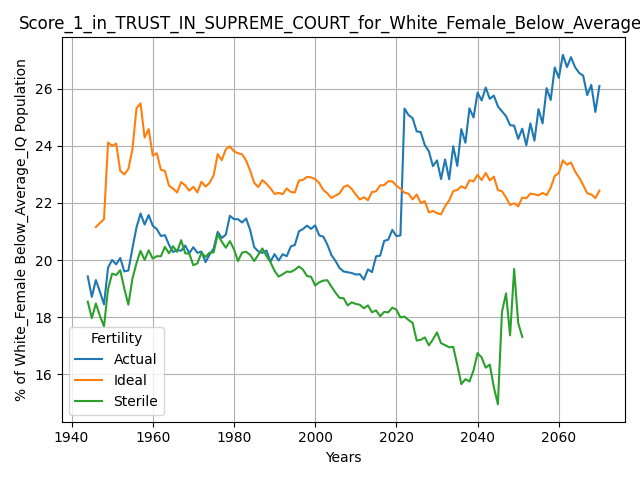 Score_1_in_TRUST_IN_SUPREME_COURT_for_White_Female_Below_Average
% of White_Female Below_Average_IQ Population
26
24
22
20
18
16
Fertility
Actual
Ideal
Sterile
1940 1960 1980 2000 2020 2040 2060
Years